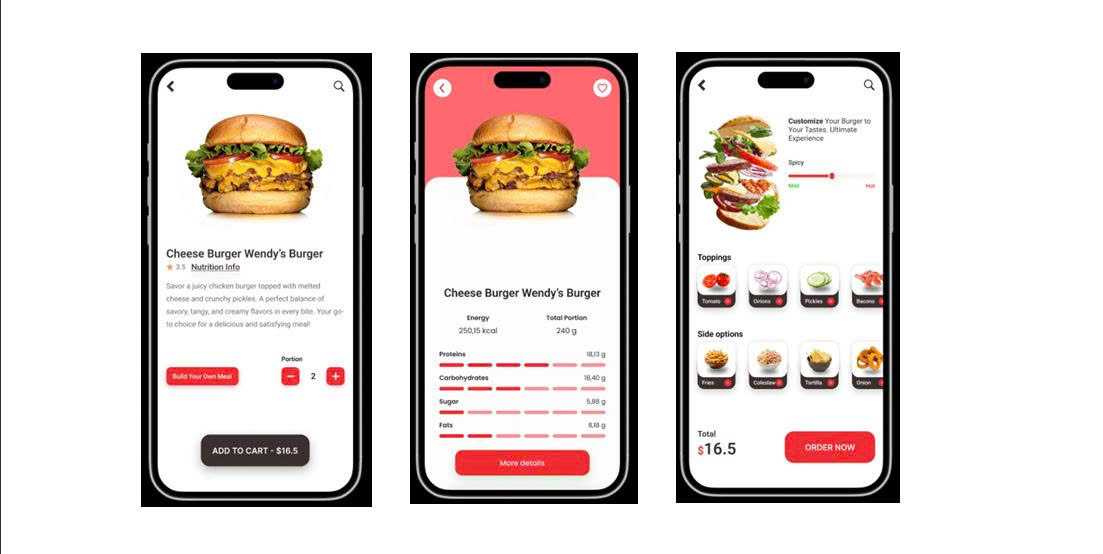 Cheese Burger Wendy's Burger
3.5 Nutrition Info
Savor a juicy chicken burger topped with melted
cheese and crunchy pickles. A perfect balance of
savory, tangy, and creamy flavors in every bite. Your go-
to choice for a delicious and satisfying meal!
Portion
Build Your Own Meal
2
ADD TO CART - $16.5
Cheese Burger Wendy's Burger
Energy Total Portion
250,15 kcal 240 g
Proteins 18,13 g
Carbohydrates 18,40 g
Sugar 5,88 g
Fats 8,18 g
More details
Customize Your Burger to
Your Tastes. Ultimate
Experience
Spicy
Mild Hot
Toppings
Tomato Onions Pickles Bacons
Side options
Fries Coleslaw Tortilla Onion
Total
$16.5
ORDER NOW